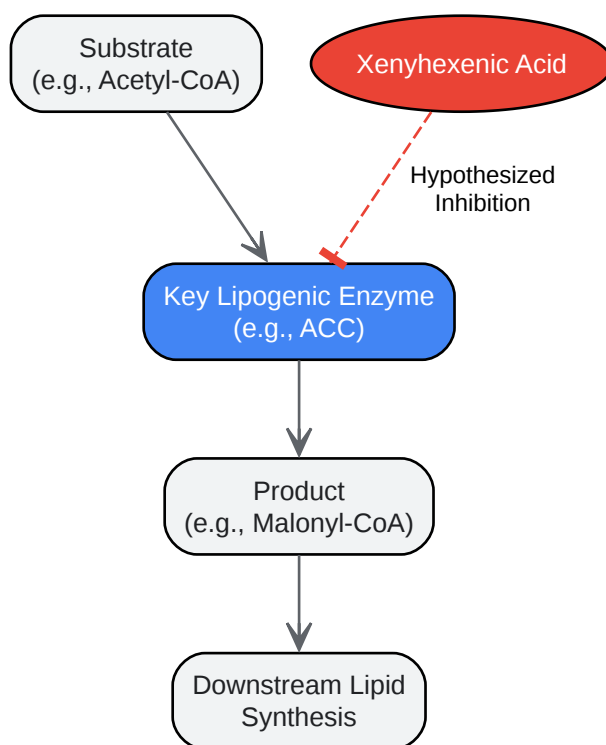 Substrate
(e.g., Acetyl-CoA)
Xenyhexenic Acid
Hypothesized
Inhibition
Key Lipogenic Enzyme
(e.g., ACC)
Product
(e.g., Malonyl-CoA)
Downstream Lipid
Synthesis